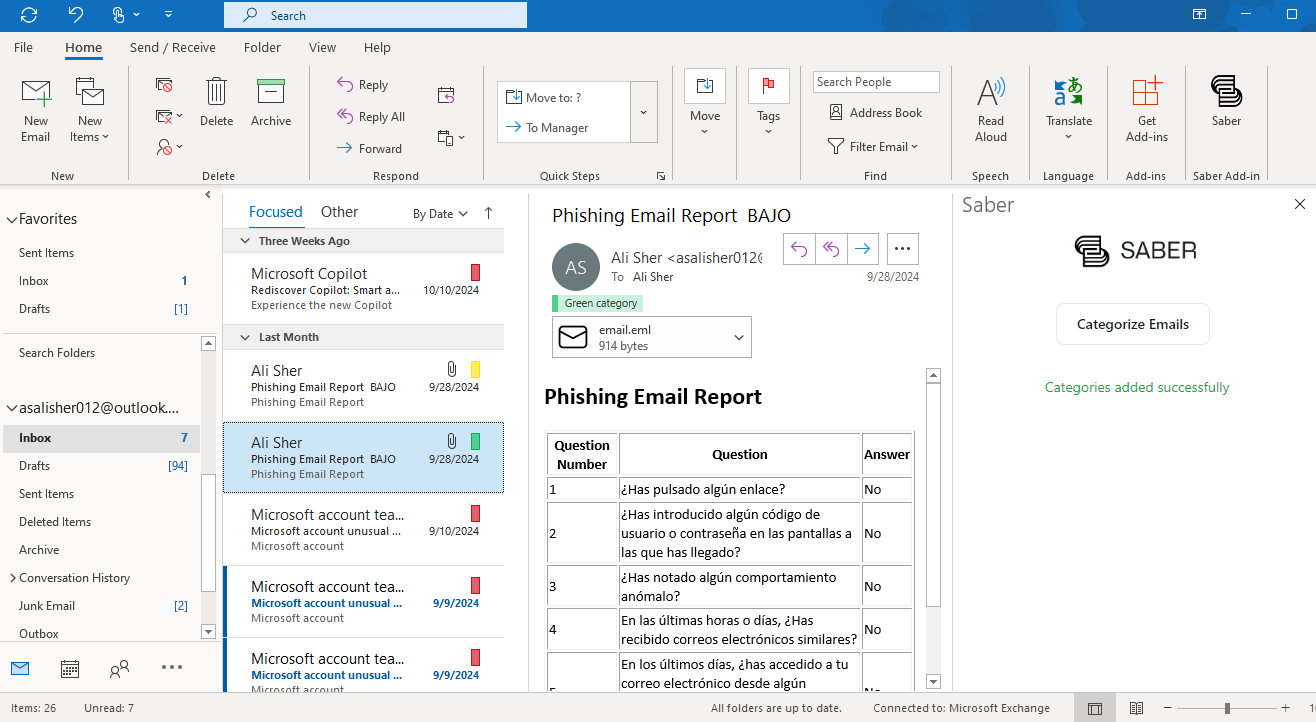 Search
File
Home
Send / Receive
Folder
View
Help
New
Email
New
Items
New
Delete
Archive
Delete
Reply
Reply All
Forward
Respond
Move to: ?
To Manager
Quick Steps
Move
Tags
Search People
Address Book
Filter Email
Find
Read
Aloud
Speech
Translate
Language
Get
Add-ins
Add-ins
Saber
Saber Add-in
Favorites
Sent Items
Inbox 1
Drafts [1]
Search Folders
asalisher012@outlook....
Inbox 7
Drafts [94]
Sent Items
Deleted Items
Archive
Conversation History
Junk Email [2]
Outbox
Focused
Other
By Date
Three Weeks Ago
Microsoft Copilot
Rediscover Copilot: Smart a... 10/10/2024
Experience the new Copilot
Last Month
Ali Sher
Phishing Email Report BAJO 9/28/2024
Phishing Email Report
Ali Sher
Phishing Email Report BAJO 9/28/2024
Phishing Email Report
Microsoft account tea...
Microsoft account unusual ... 9/10/2024
Microsoft account
Microsoft account tea...
Microsoft account unusual ... 9/9/2024
Microsoft account
Microsoft account tea...
Microsoft account unusual ... 9/9/2024
Microsoft account
Phishing Email Report BAJO
AS
Ali Sher <asalisher012@
To Ali Sher
9/28/2024
Green category
email.eml
914 bytes
Phishing Email Report
Question
Number
Question
Answer
1
¿Has pulsado algún enlace?
No
2
¿Has introducido algún código de
usuario o contraseña en las pantallas a
las que has llegado?
No
3
¿Has notado algún comportamiento
anómalo?
No
4
En las últimas horas o días, ¿Has
recibido correos electrónicos similares?
No
5
En los últimos días, ¿has accedido a tu
correo electrónico desde algún
No
Saber
SABER
Categorize Emails
Categories added successfully
Items: 26
Unread: 7
All folders are up to date.
Connected to: Microsoft Exchange